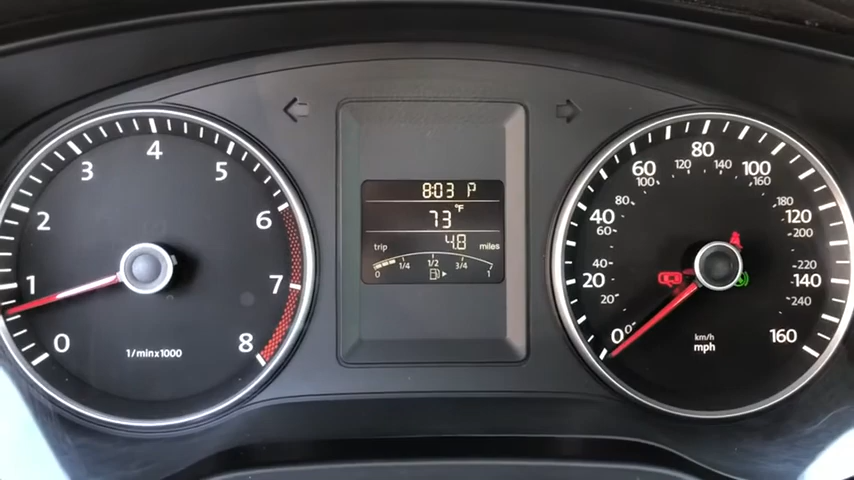 0
1
2
3
4
5
6
7
8
1/minx1000
8:03 P
73 °F
trip 4.8 miles
0 1/4 1/2 3/4 1
0 20 40 60 80 100 120 140 160
0 20 40 60 80 100 120 140 160 180 200 220 240
km/h
mph